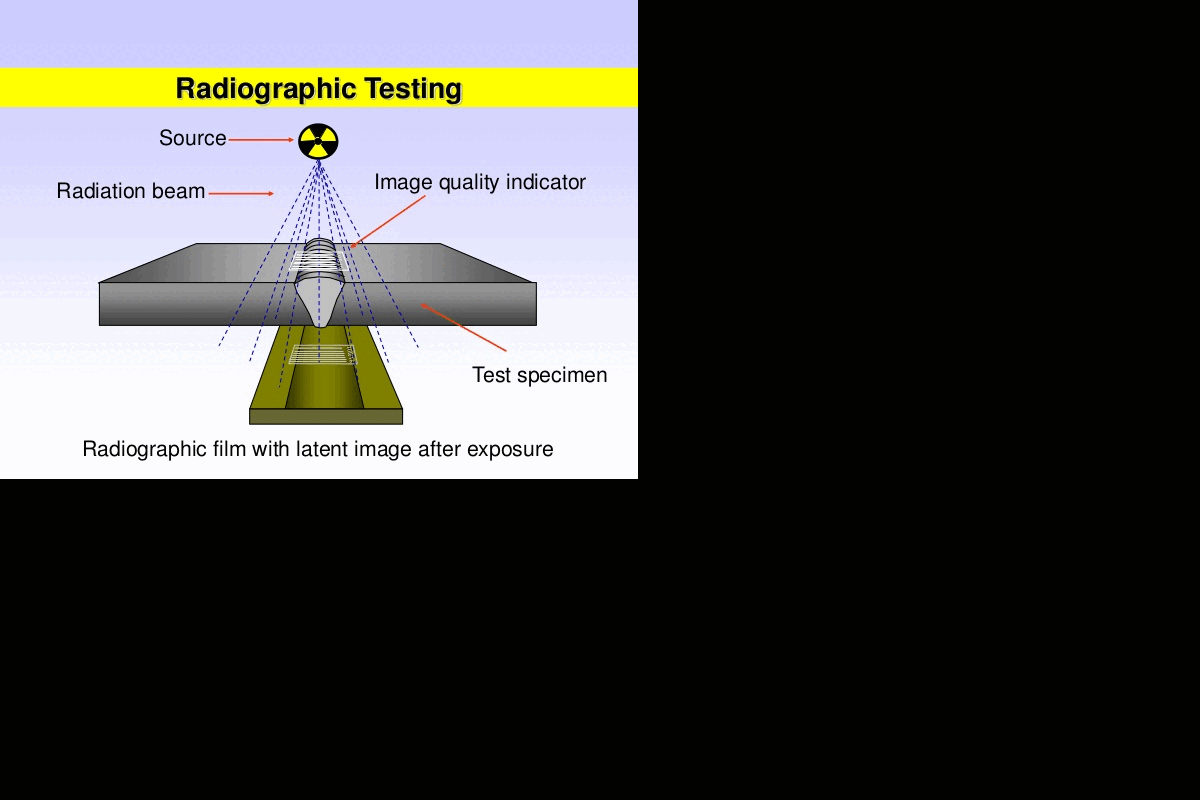 Radiographic Testing
Source
Radiation beam
Image quality indicator
Test specimen
Radiographic film with latent image after exposure